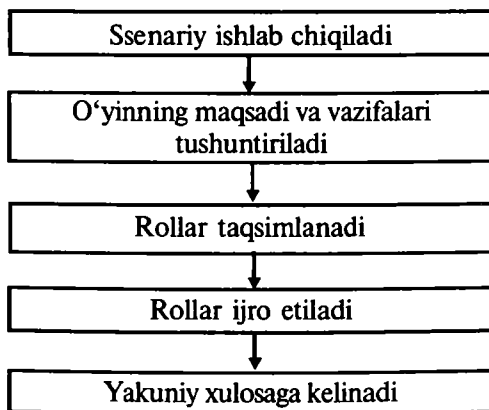 Ssenariy ishlab chiqiladi
O‘yinning maqsadi va vazifalari
tushuntiriladi
Rollar taqsimlanadi
Rollar ijro etiladi
Yakuniy xulosaga kelinadi